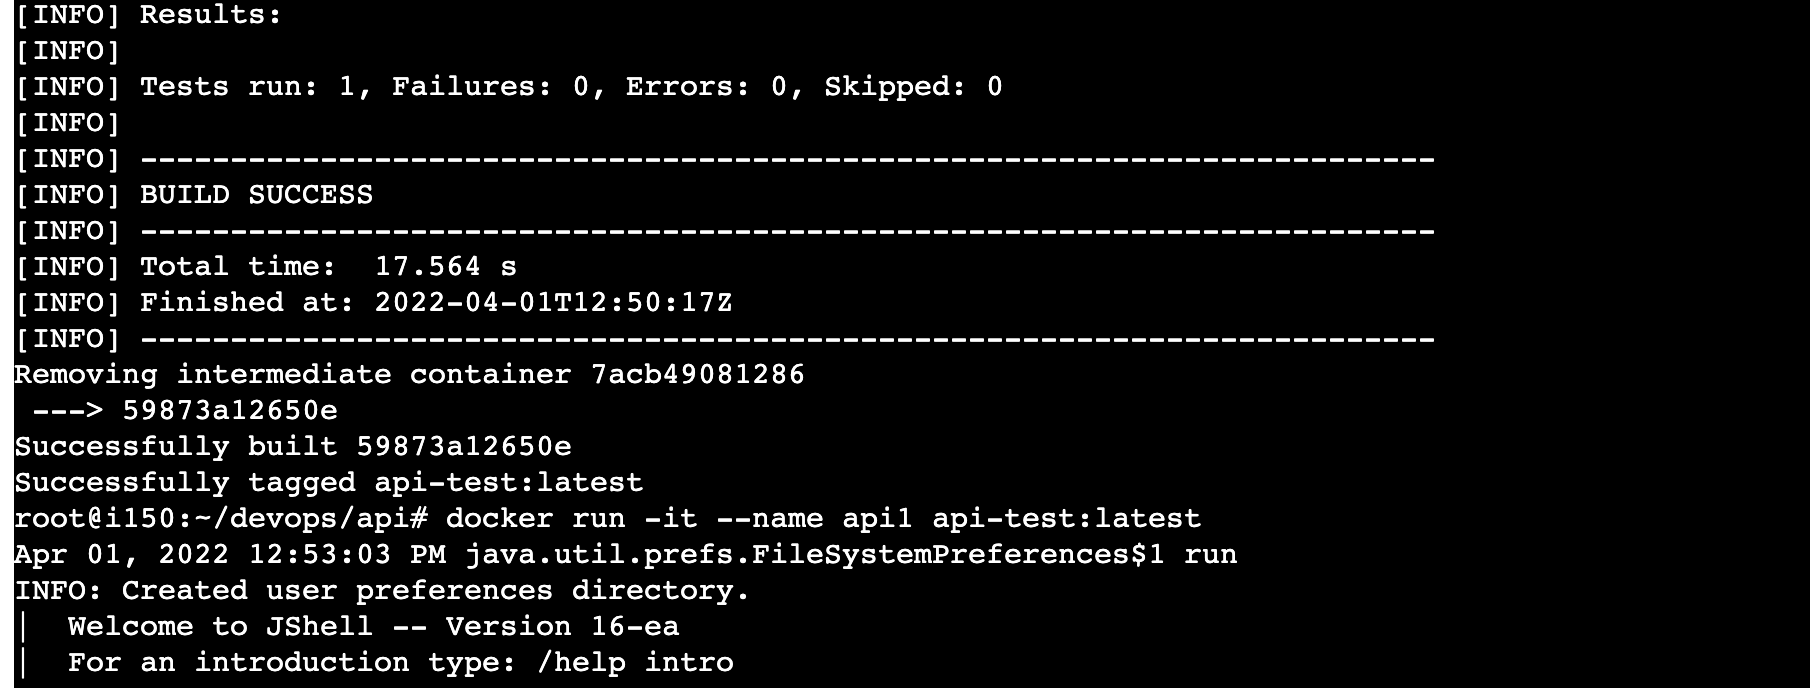 [INFO] Results:
[INFO]
[INFO] Tests run: 1, Failures: 0, Errors: 0, Skipped: 0
[INFO]
[INFO] ------------------------------------------------------------------------
[INFO] BUILD SUCCESS
[INFO] ------------------------------------------------------------------------
[INFO] Total time:  17.564 s
[INFO] Finished at: 2022-04-01T12:50:17Z
[INFO] ------------------------------------------------------------------------
Removing intermediate container 7acb49081286
 ---> 59873a12650e
Successfully built 59873a12650e
Successfully tagged api-test:latest
root@i150:~/devops/api# docker run -it --name api1 api-test:latest
Apr 01, 2022 12:53:03 PM java.util.prefs.FileSystemPreferences$1 run
INFO: Created user preferences directory.
|  Welcome to JShell -- Version 16-ea
|  For an introduction type: /help intro